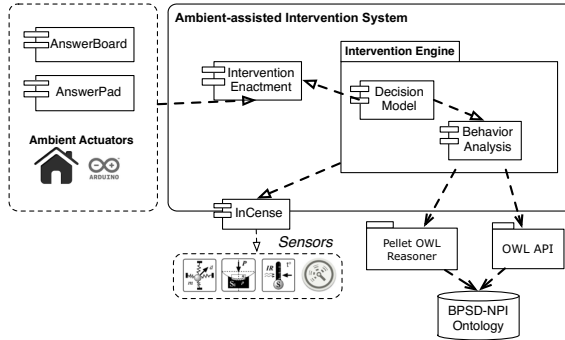 Ambient-assisted Intervention System
AnswerBoard
AnswerPad
Ambient Actuators
ARDUINO
Intervention
Enactment
Intervention Engine
Decision
Model
Behavior
Analysis
InCense
Sensors
IR
t°
S
Pellet OWL
Reasoner
OWL API
BPSD-NPI
Ontology